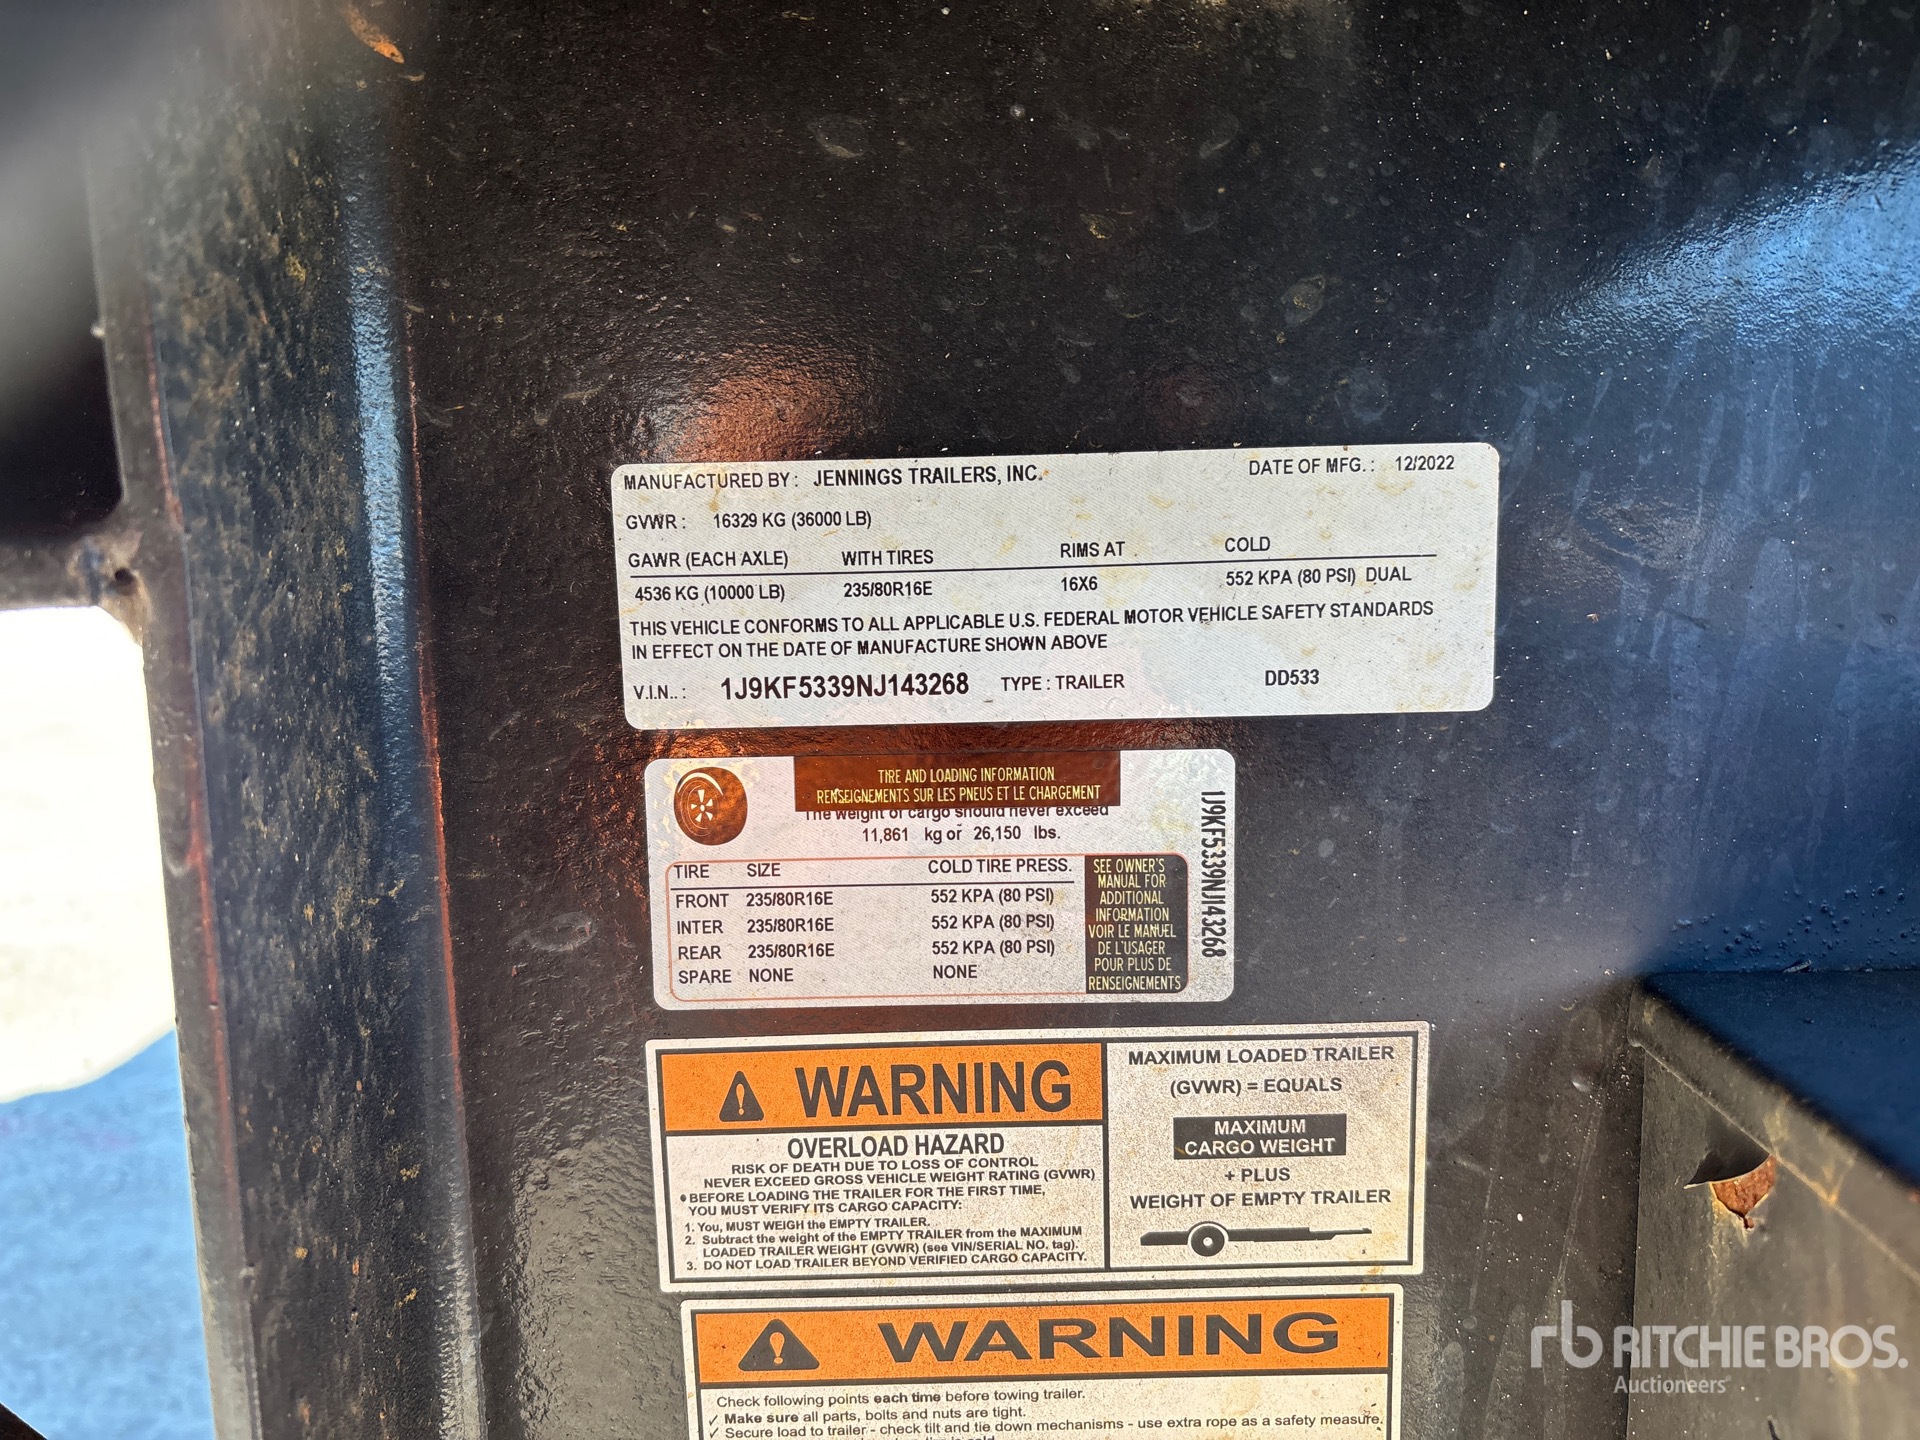 MANUFACTURED BY: JENNINGS TRAILERS, INC. DATE OF MFG.: 12/2022
GVWR: 16329 KG (36000 LB)
GAWR (EACH AXLE) WITH TIRES RIMS AT COLD
4536 KG (10000 LB) 235/80R16E 16X6 552 KPA (80 PSI) DUAL
THIS VEHICLE CONFORMS TO ALL APPLICABLE U.S. FEDERAL MOTOR VEHICLE SAFETY STANDARDS
IN EFFECT ON THE DATE OF MANUFACTURE SHOWN ABOVE
V.I.N..: 1J9KF5339NJ143268 TYPE: TRAILER DD533
TIRE AND LOADING INFORMATION
RENSEIGNEMENTS SUR LES PNEUS ET LE CHARGEMENT
The weight of cargo should never exceed
11,861 kg or 26,150 lbs.
TIRE SIZE COLD TIRE PRESS.
FRONT 235/80R16E 552 KPA (80 PSI)
INTER 235/80R16E 552 KPA (80 PSI)
REAR 235/80R16E 552 KPA (80 PSI)
SPARE NONE NONE
SEE OWNER'S
MANUAL FOR
ADDITIONAL
INFORMATION
VOIR LE MANUEL
DE L'USAGER
POUR PLUS DE
RENSEIGNEMENTS
1J9KF5339NJ143268
WARNING
OVERLOAD HAZARD
RISK OF DEATH DUE TO LOSS OF CONTROL
NEVER EXCEED GROSS VEHICLE WEIGHT RATING (GVWR)
• BEFORE LOADING THE TRAILER FOR THE FIRST TIME,
YOU MUST VERIFY ITS CARGO CAPACITY:
1. You, MUST WEIGH the EMPTY TRAILER.
2. Subtract the weight of the EMPTY TRAILER from the MAXIMUM
LOADED TRAILER WEIGHT (GVWR) (see VIN/SERIAL NO. tag).
3. DO NOT LOAD TRAILER BEYOND VERIFIED CARGO CAPACITY.
MAXIMUM LOADED TRAILER
(GVWR) = EQUALS
MAXIMUM
CARGO WEIGHT
+ PLUS
WEIGHT OF EMPTY TRAILER
WARNING
Check following points each time before towing trailer.
✓ Make sure all parts, bolts and nuts are tight.
✓ Secure load to trailer - check tilt and tie down mechanisms - use extra rope as a safety measure.
rb RITCHIE BROS.
Auctioneers